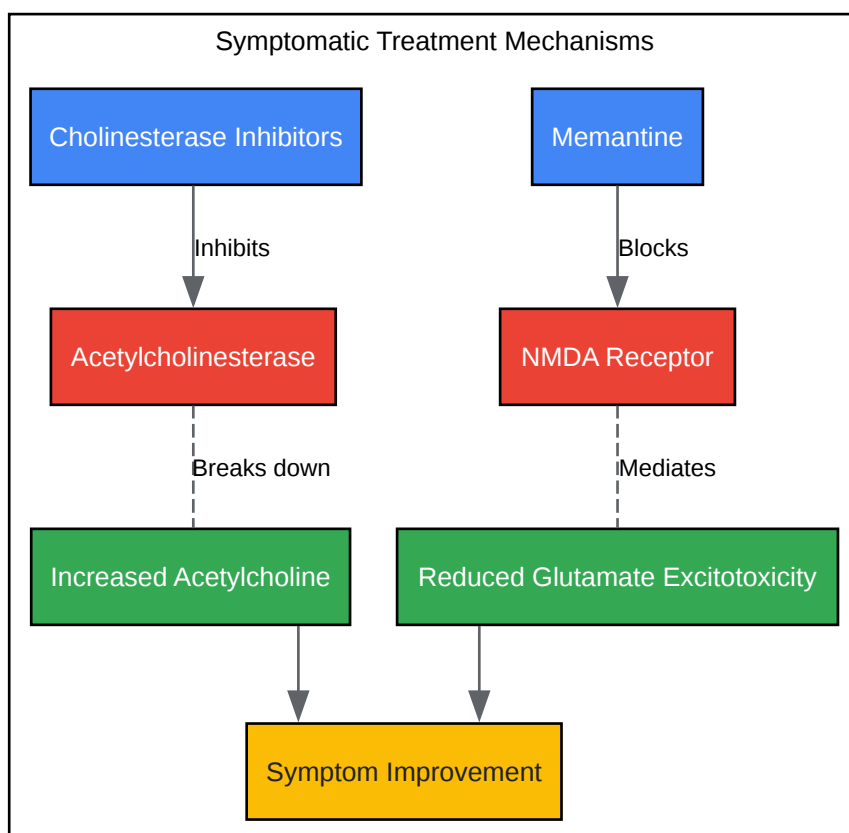 Symptomatic Treatment Mechanisms
Cholinesterase Inhibitors
Memantine
Inhibits
Blocks
Acetylcholinesterase
NMDA Receptor
Breaks down
Mediates
Increased Acetylcholine
Reduced Glutamate Excitotoxicity
Symptom Improvement